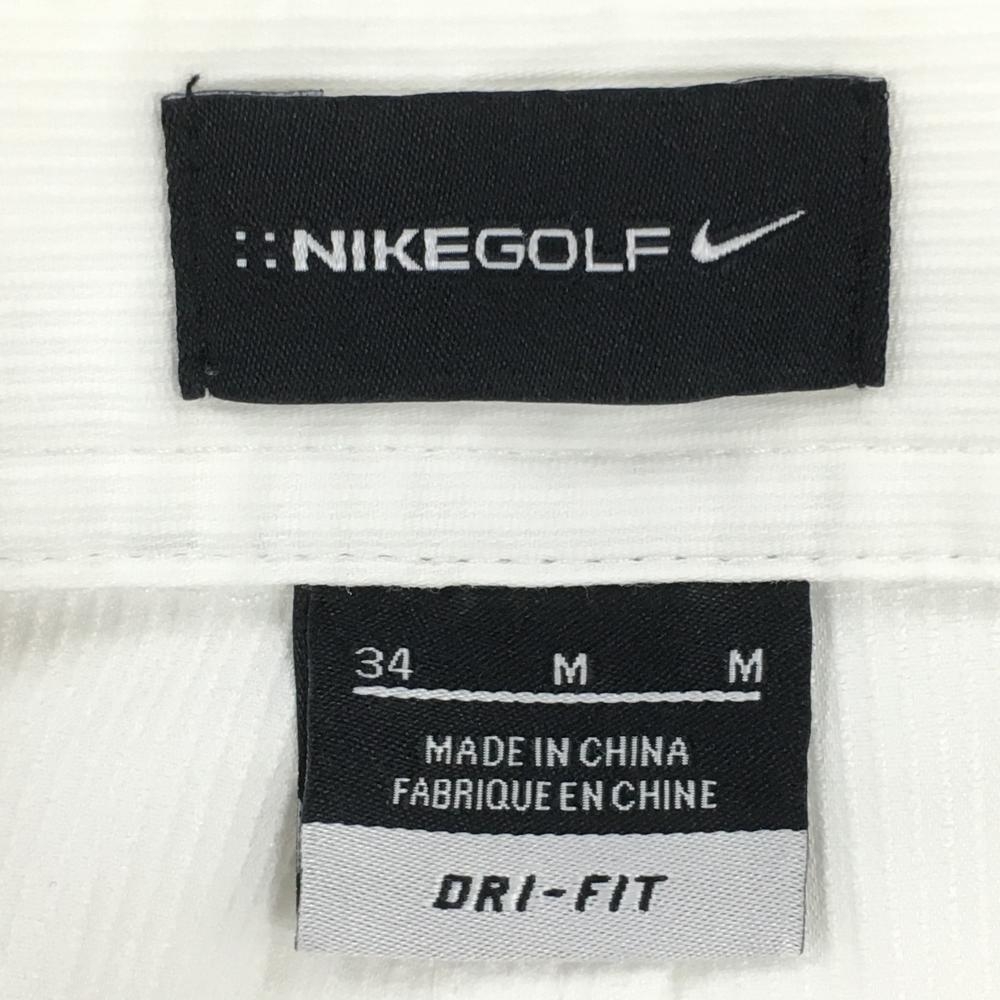 NIKEGOLF
34 M M
MADE IN CHINA
FABRIQUE EN CHINE
DRI-FIT